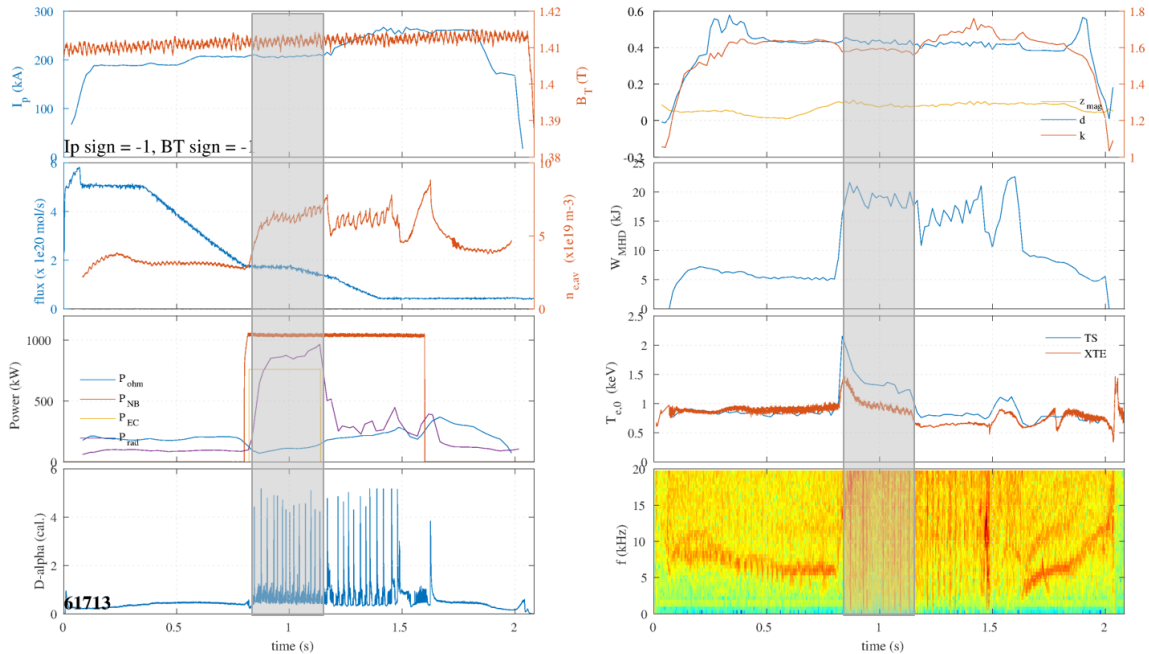 300
200
100
0
I_p (kA)
1.42
1.41
1.4
1.39
1.38
B_T (T)
Ip sign = -1, BT sign = -1
8
4
2
0
flux (x 1e20 mol/s)
10
5
0
n_e,av (x1e19 m-3)
1000
500
0
Power (kW)
P_ohm
P_NB
P_EC
P_rad
6
4
2
0
D-alpha (cal.)
61713
0 0.5 1 1.5 2
time (s)
0.6
0.4
0.2
0
-0.2
1.8
1.6
1.4
1.2
1
z_mag
d
k
25
20
15
10
5
0
W_MHD (kJ)
2.5
2
1.5
1
0.5
0
T_e,0 (keV)
TS
XTE
20
15
10
5
0
f (kHz)
0 0.5 1 1.5 2
time (s)